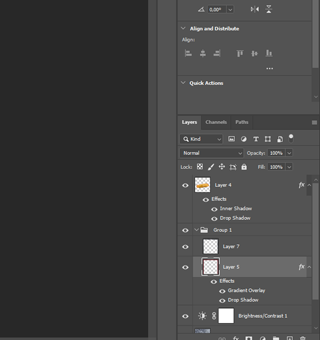 0,00°
Align and Distribute
Align:
...
Quick Actions
Layers Channels Paths
Kind
Normal Opacity: 100%
Lock: Fill: 100%
Layer 4 fx
Effects
Inner Shadow
Drop Shadow
Group 1
Layer 7
Layer 5 fx
Effects
Gradient Overlay
Drop Shadow
Brightness/Contrast 1
fx